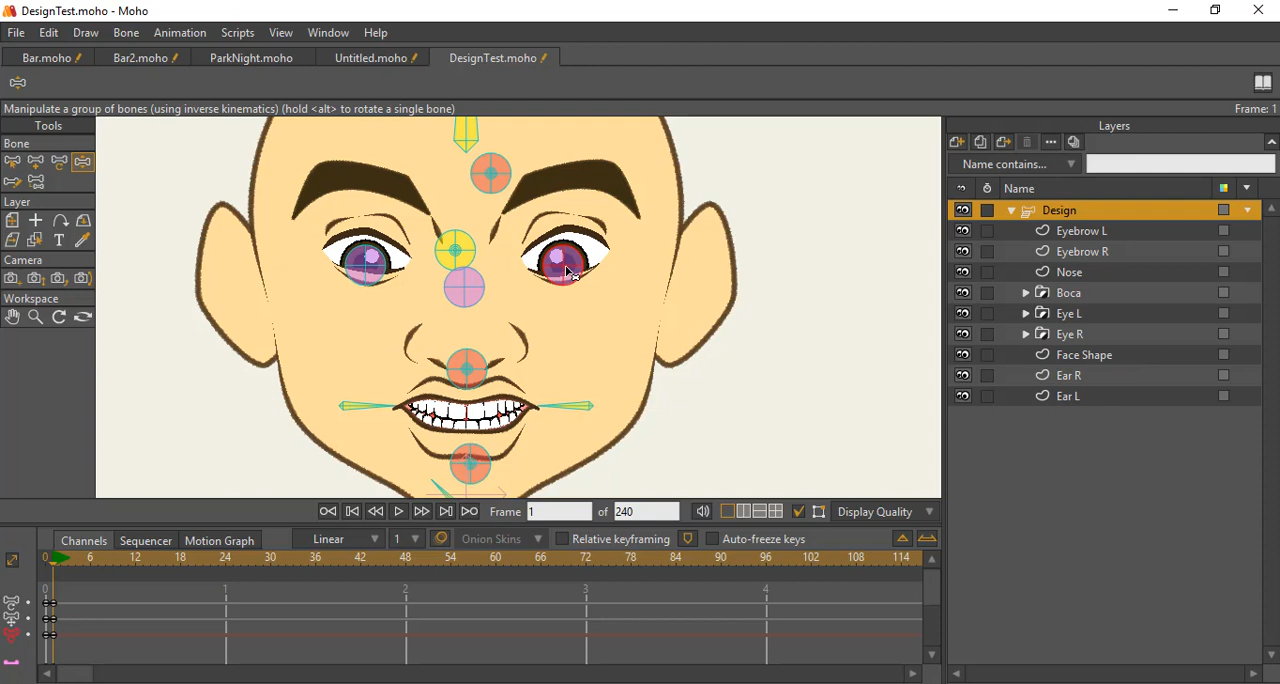 DesignTest.moho - Moho
File Edit Draw Bone Animation Scripts View Window Help
Bar.moho Bar2.moho ParkNight.moho Untitled.moho DesignTest.moho
Manipulate a group of bones (using inverse kinematics) (hold <alt> to rotate a single bone) Frame: 1
Tools
Bone
Layer
Camera
Workspace
Layers
Name contains...
Name
Design
Eyebrow L
Eyebrow R
Nose
Boca
Eye L
Eye R
Face Shape
Ear R
Ear L
Frame 1 of 240 Display Quality
Channels Sequencer Motion Graph Linear 1 Onion Skins Relative keyframing Auto-freeze keys
0 6 12 18 24 30 36 42 48 54 60 66 72 78 84 90 96 102 108 114
0 1 2 3 4